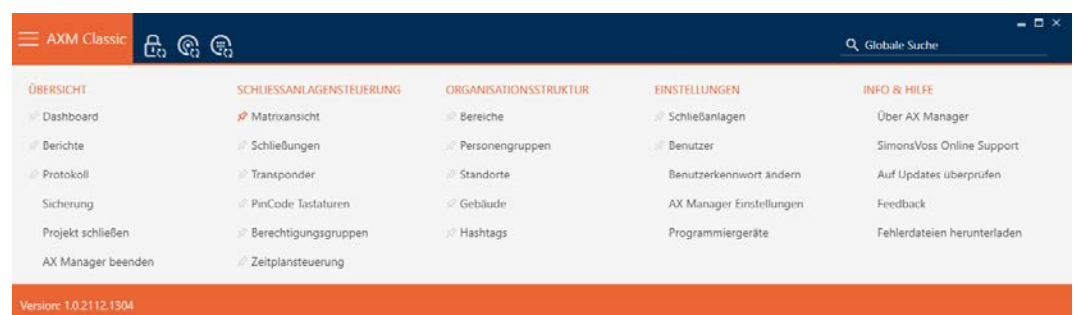 AXM Classic
Globale Suche
ÜBERSICHT
Dashboard
Berichte
Protokoll
Sicherung
Projekt schließen
AX Manager beenden
SCHLIESSANLAGENSTEUERUNG
Matrixansicht
Schließungen
Transponder
PinCode Tastaturen
Berechtigungsgruppen
Zeitplansteuerung
ORGANISATIONSSTRUKTUR
Bereiche
Personengruppen
Standorte
Gebäude
Hashtags
EINSTELLUNGEN
Schließanlagen
Benutzer
Benutzerkennwort ändern
AX Manager Einstellungen
Programmiergeräte
INFO & HILFE
Über AX Manager
SimonsVoss Online Support
Auf Updates überprüfen
Feedback
Fehlerdateien herunterladen
Version: 1.0.2112.1304